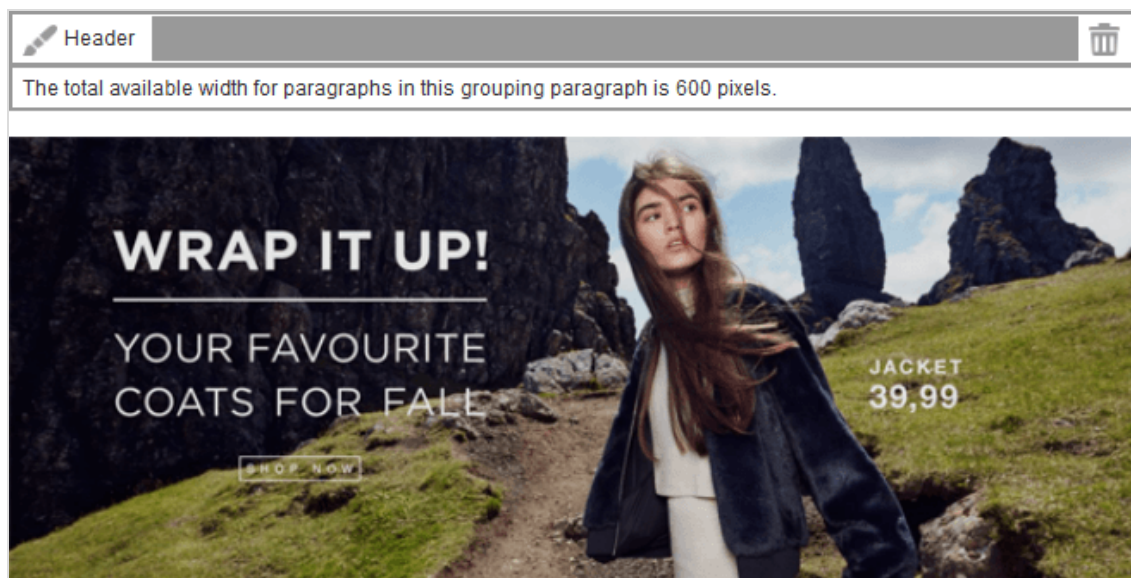 Header
The total available width for paragraphs in this grouping paragraph is 600 pixels.
WRAP IT UP!
YOUR FAVOURITE
COATS FOR FALL
SHOP NOW
JACKET
39,99